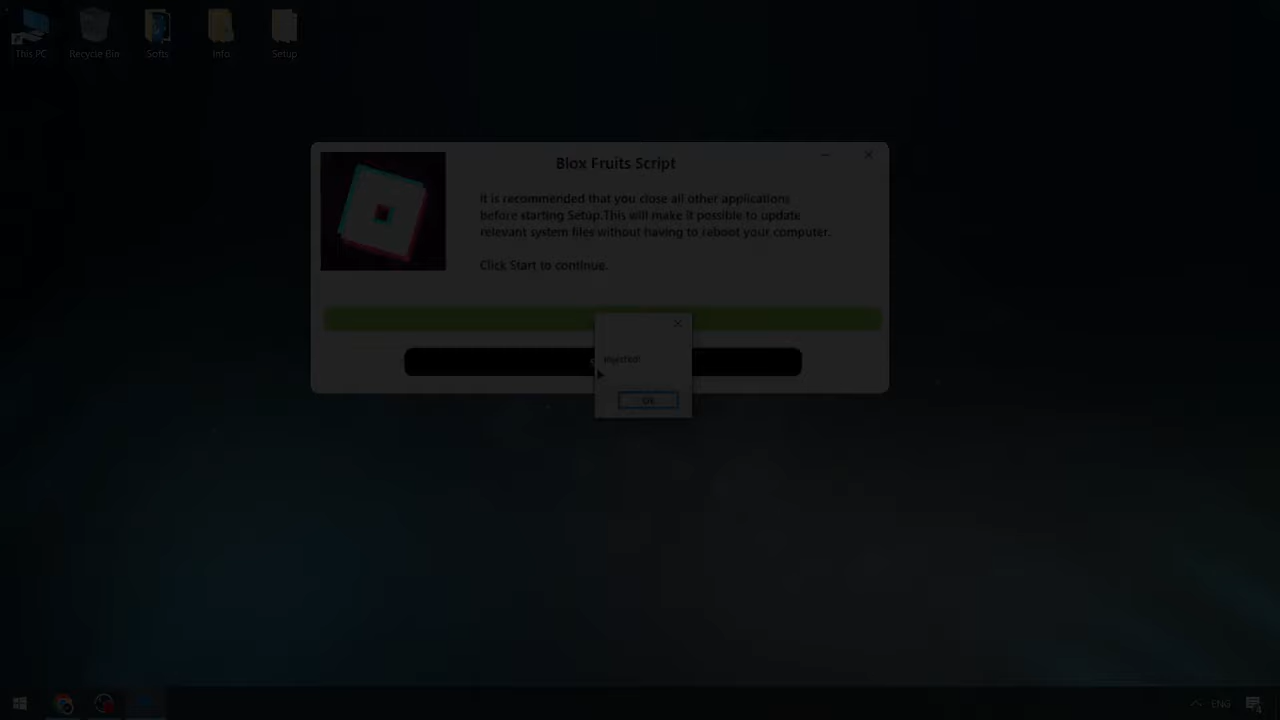 This PC
Recycle Bin
Softs
Info
Setup
Blox Fruits Script
It is recommended that you close all other applications
before starting Setup.This will make it possible to update
relevant system files without having to reboot your computer.
Click Start to continue.
Injected!
OK
ENG